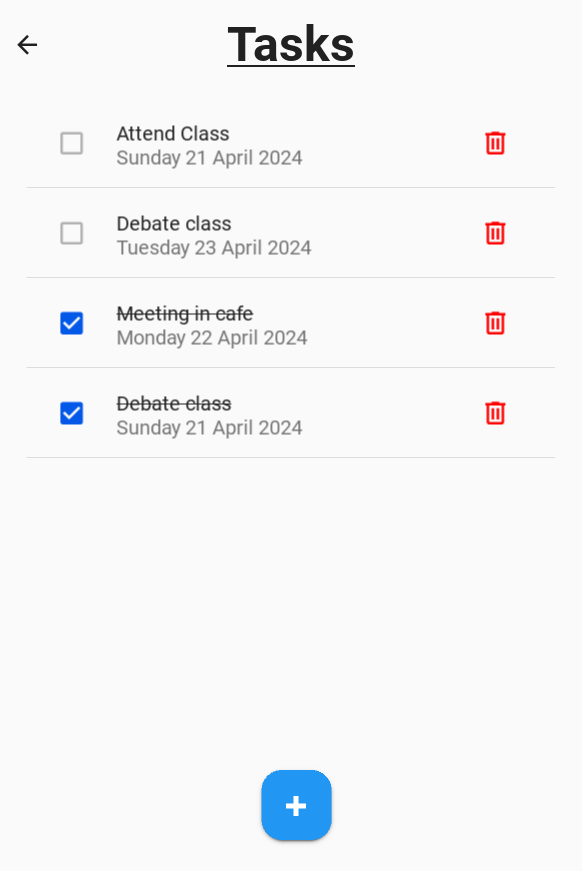 Tasks
Attend Class
Sunday 21 April 2024
Debate class
Tuesday 23 April 2024
Meeting in cafe
Monday 22 April 2024
Debate class
Sunday 21 April 2024